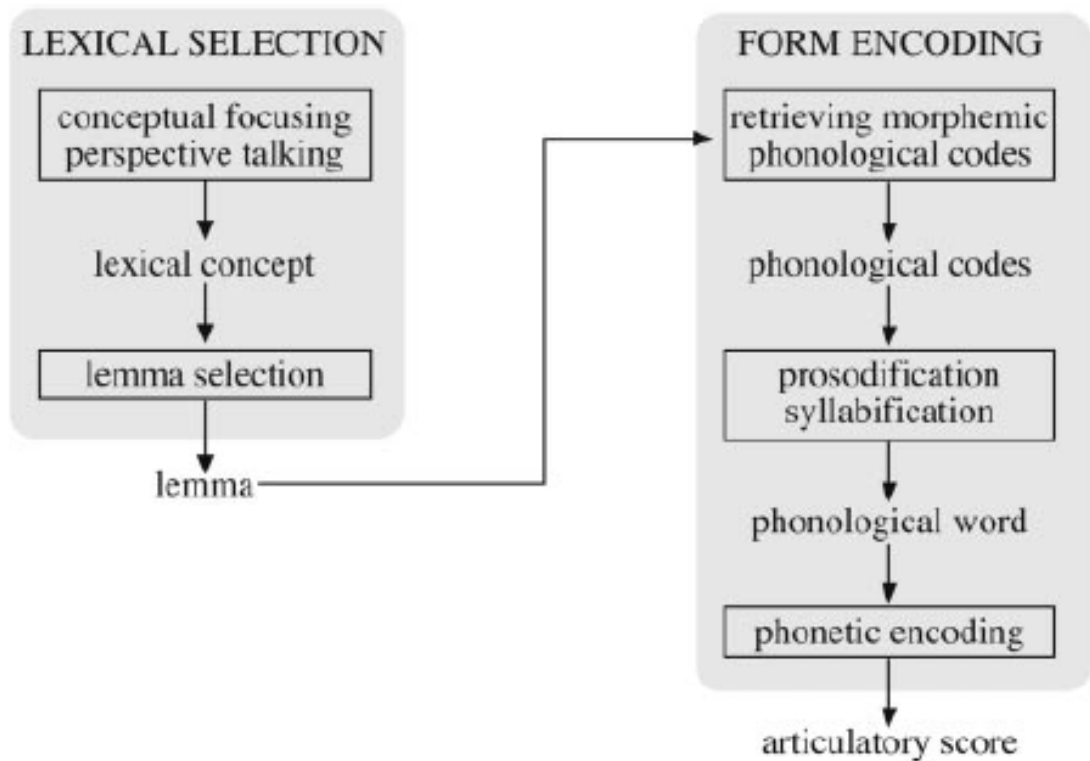 LEXICAL SELECTION
conceptual focusing
perspective talking
lexical concept
lemma selection
lemma
FORM ENCODING
retrieving morphemic
phonological codes
phonological codes
prosodification
syllabification
phonological word
phonetic encoding
articulatory score